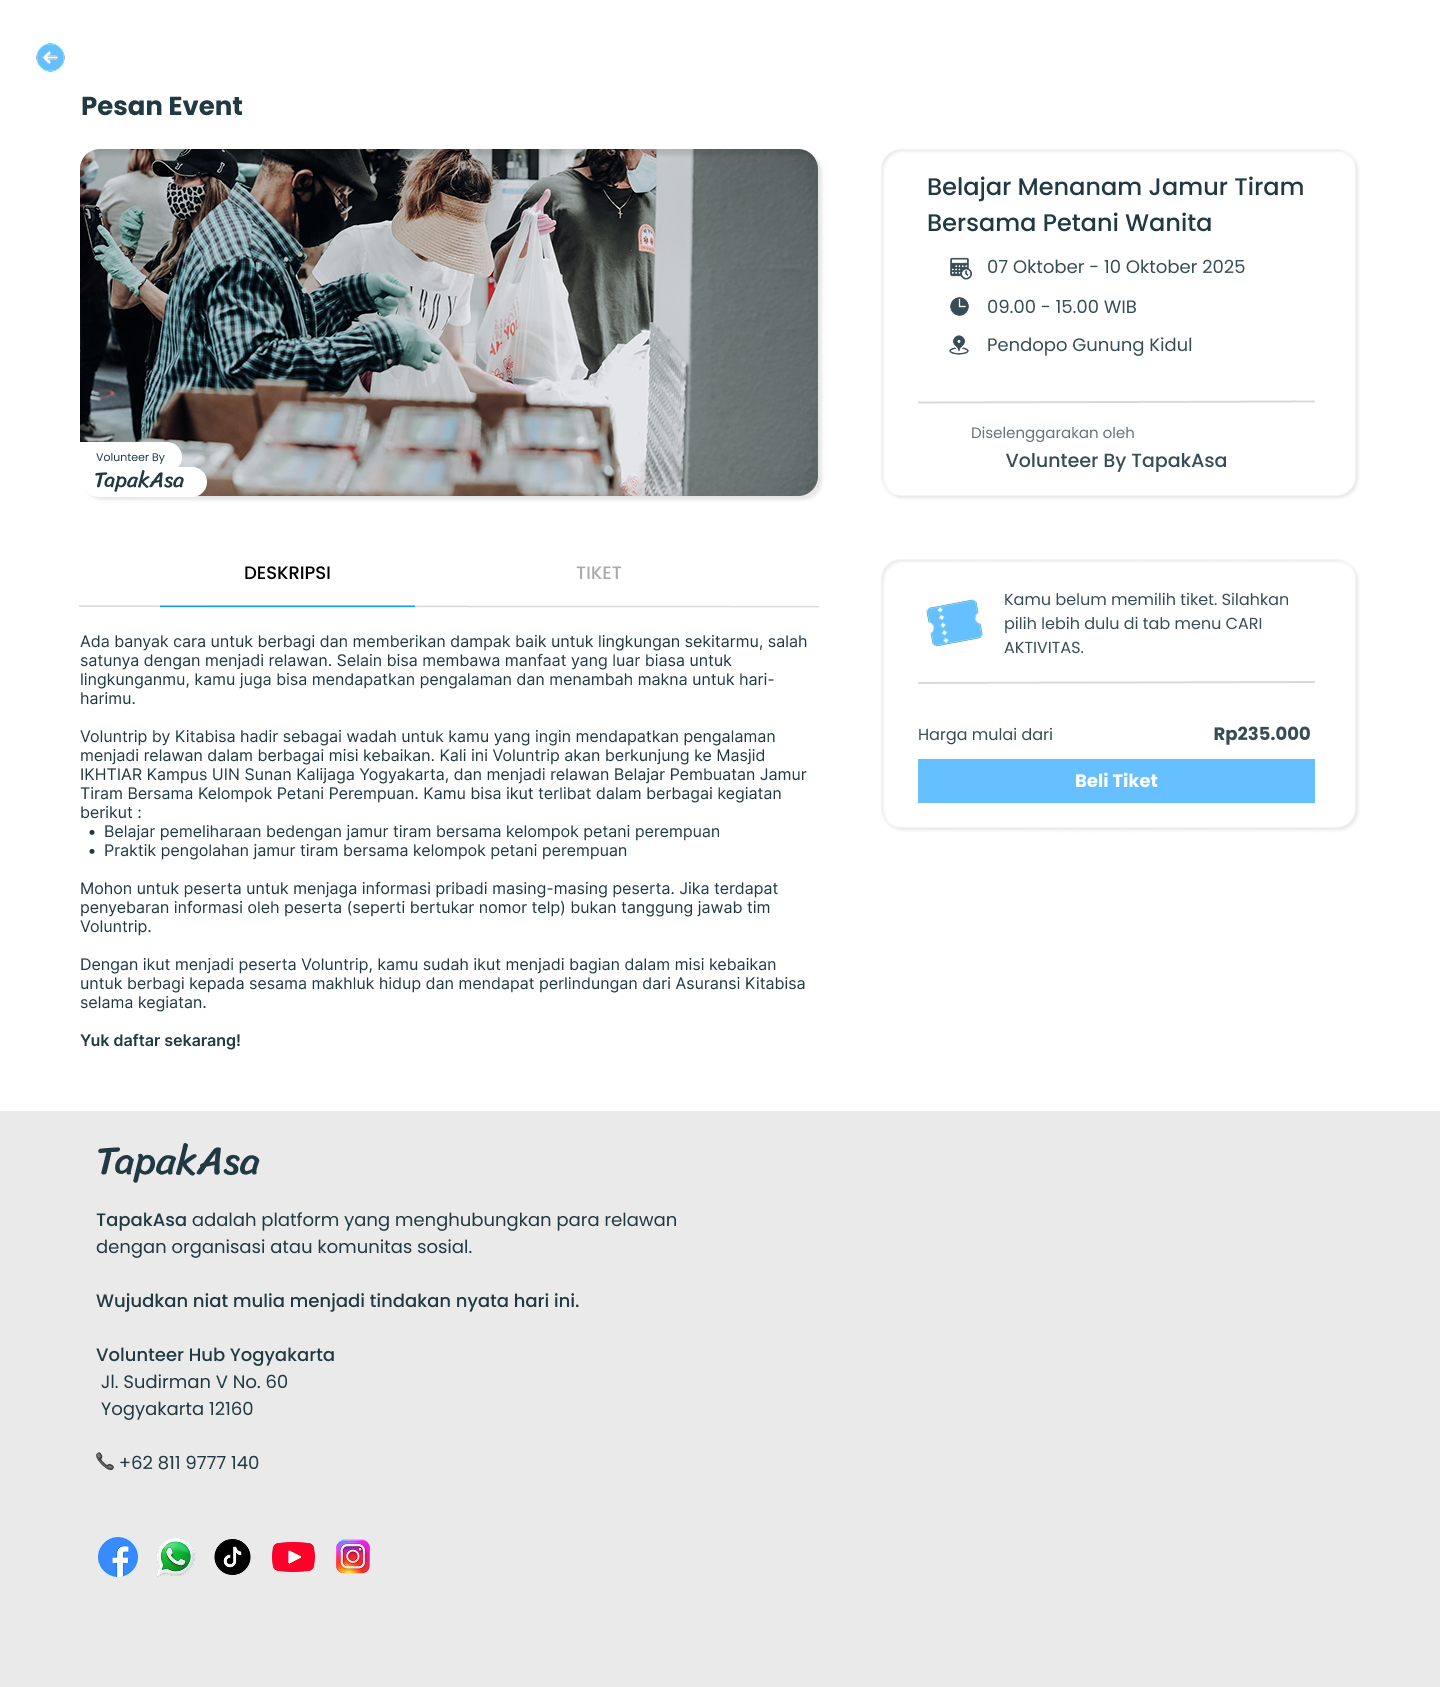 Pesan Event
Volunteer By
TapakAsa
Belajar Menanam Jamur Tiram
Bersama Petani Wanita
07 Oktober - 10 Oktober 2025
09.00 - 15.00 WIB
Pendopo Gunung Kidul
Diselenggarakan oleh
Volunteer By TapakAsa
DESKRIPSI
TIKET
Ada banyak cara untuk berbagi dan memberikan dampak baik untuk lingkungan sekitarmu, salah
satunya dengan menjadi relawan. Selain bisa membawa manfaat yang luar biasa untuk
lingkunganmu, kamu juga bisa mendapatkan pengalaman dan menambah makna untuk hari-
harimu.
Voluntrip by Kitabisa hadir sebagai wadah untuk kamu yang ingin mendapatkan pengalaman
menjadi relawan dalam berbagai misi kebaikan. Kali ini Voluntrip akan berkunjung ke Masjid
IKHTIAR Kampus UIN Sunan Kalijaga Yogyakarta, dan menjadi relawan Belajar Pembuatan Jamur
Tiram Bersama Kelompok Petani Perempuan. Kamu bisa ikut terlibat dalam berbagai kegiatan
berikut :
• Belajar pemeliharaan bedengan jamur tiram bersama kelompok petani perempuan
• Praktik pengolahan jamur tiram bersama kelompok petani perempuan
Mohon untuk peserta untuk menjaga informasi pribadi masing-masing peserta. Jika terdapat
penyebaran informasi oleh peserta (seperti bertukar nomor telp) bukan tanggung jawab tim
Voluntrip.
Dengan ikut menjadi peserta Voluntrip, kamu sudah ikut menjadi bagian dalam misi kebaikan
untuk berbagi kepada sesama makhluk hidup dan mendapat perlindungan dari Asuransi Kitabisa
selama kegiatan.
Yuk daftar sekarang!
Kamu belum memilih tiket. Silahkan
pilih lebih dulu di tab menu CARI
AKTIVITAS.
Harga mulai dari
Rp235.000
Beli Tiket
TapakAsa
TapakAsa adalah platform yang menghubungkan para relawan
dengan organisasi atau komunitas sosial.
Wujudkan niat mulia menjadi tindakan nyata hari ini.
Volunteer Hub Yogyakarta
Jl. Sudirman V No. 60
Yogyakarta 12160
+62 811 9777 140